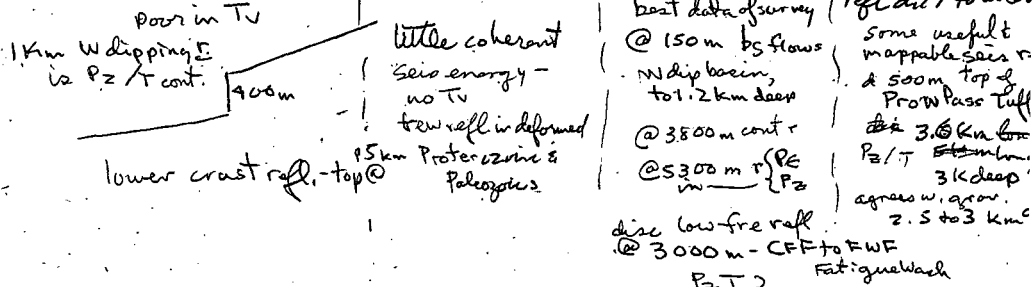 poor in Tv
1 Km W dipping r
is Pz /T cont.
400m
lower crust refl. - top @
15 km
little coherent
seis energy -
no Tv
few refl in deformed
Proterozoic &
Paleozoics
best data of survey
@ 150 m bs flows
W dip basin,
to 1.2 km deep
@ 3800 m cont r
@ 5300 m r { PЄ
Pz
disc low-fre refl
@ 3000 m - CFF to FWF
Fatigue Wash
Pz T ?
some useful &
mappable seis r
@ 500m top of
Prow Pass Tuff
3.6 Km
Pz/T
3K deep
agrees w. grav.
2.5 to 3 km